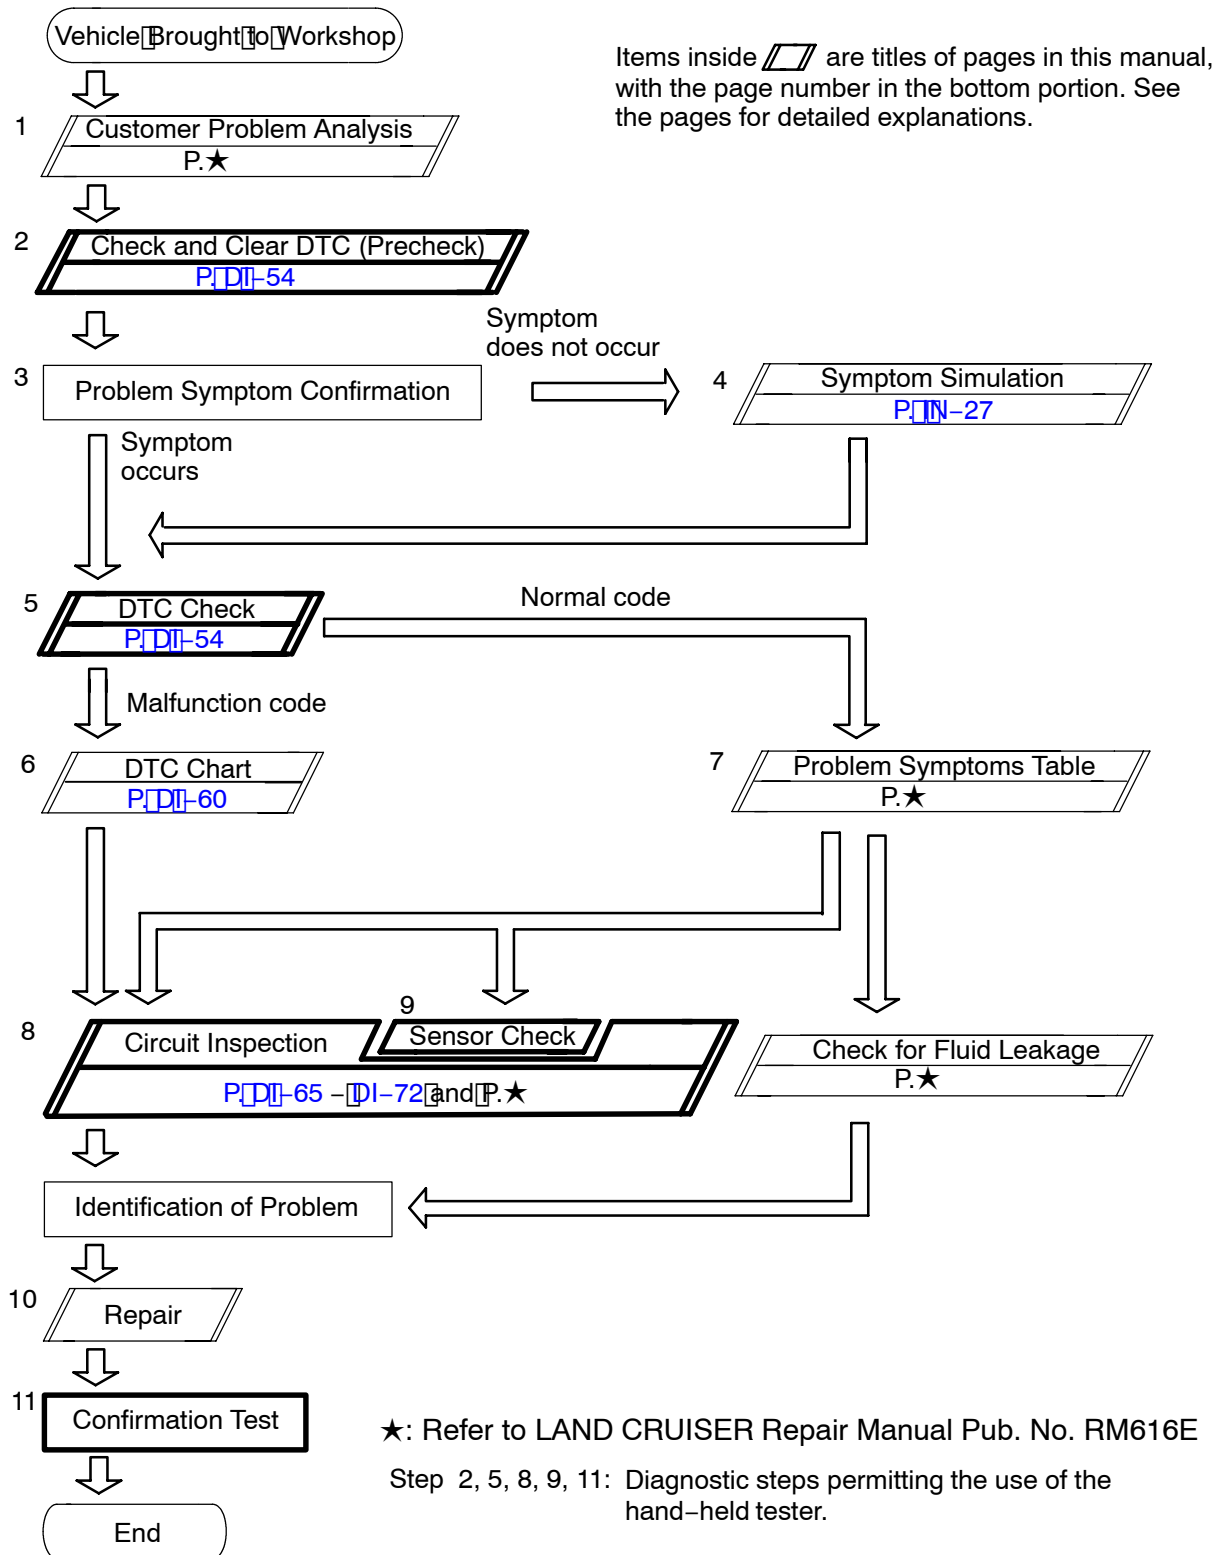 Vehicle Brought to Workshop
Items inside are titles of pages in this manual,
with the page number in the bottom portion. See
the pages for detailed explanations.
1
Customer Problem Analysis
P.★
2
Check and Clear DTC (Precheck)
P. DI–54
Symptom
does not occur
3
Problem Symptom Confirmation
4
Symptom Simulation
P. IN–27
Symptom
occurs
5
DTC Check
P. DI–54
Normal code
Malfunction code
6
DTC Chart
P. DI–60
7
Problem Symptoms Table
P.★
8
Circuit Inspection
9
Sensor Check
P. DI–65 – DI–72 and P.★
Check for Fluid Leakage
P.★
Identification of Problem
10
Repair
11
Confirmation Test
★: Refer to LAND CRUISER Repair Manual Pub. No. RM616E
Step 2, 5, 8, 9, 11: Diagnostic steps permitting the use of the
hand–held tester.
End